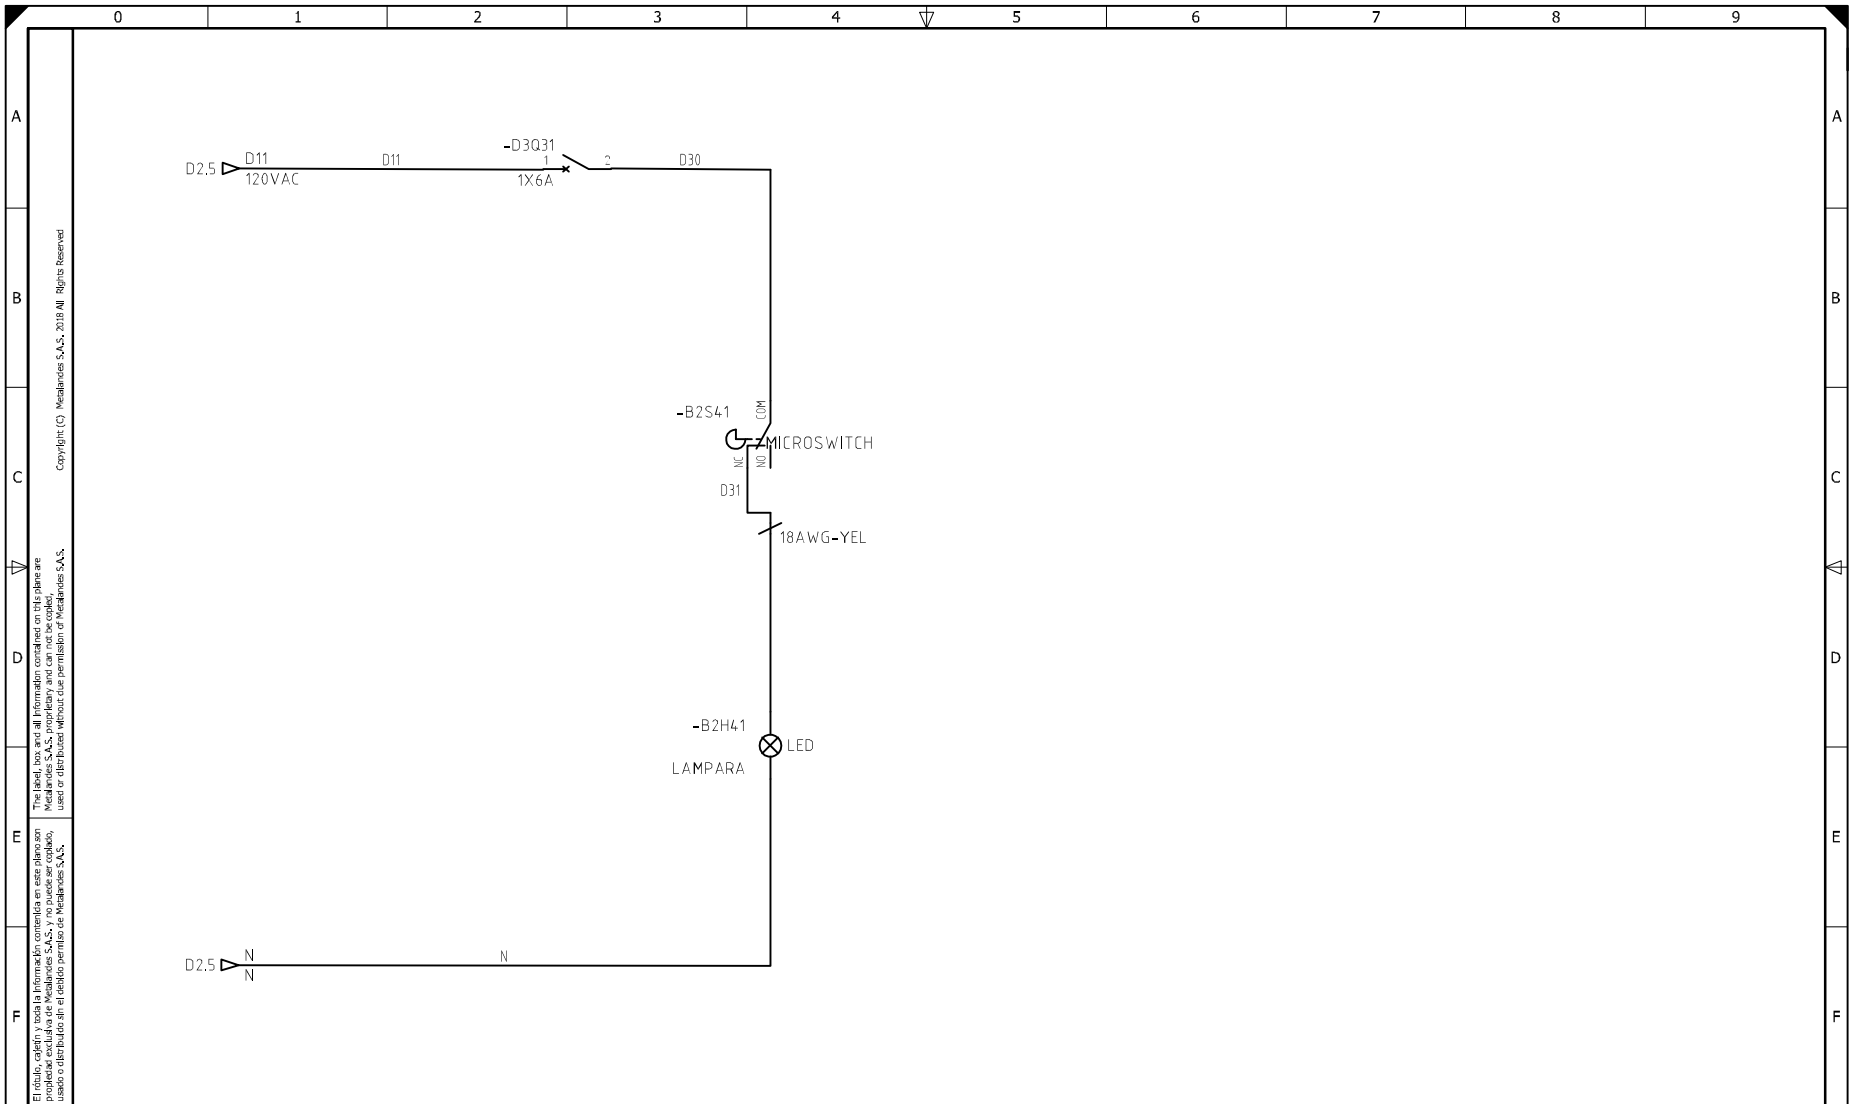 0 1 2 3 4 5 6 7 8 9
A A
-D3Q31
D11 D11 1 2 D30
D2.5
120VAC 1X6A
B B
Copyright (C) Metalandes S.A.S. 2018 All Rights Reserved
-B2S41 COM
MICROSWITCH
NC NO
C C
D31
18AWG-YEL
The label, box and all information contained on this plane are
Metalandes S.A.S. proprietary and can not be copied,
used or distributed without due permission of Metalandes S.A.S.
D D
-B2H41
LED
LAMPARA
E E
El rótulo, cajetín y toda la información contenida en este plano son
propiedad exclusiva de Metalandes S.A.S. y no puede ser copiado,
usado o distribuido sin el debido permiso de Metalandes S.A.S.
N N
D2.5
N
F F